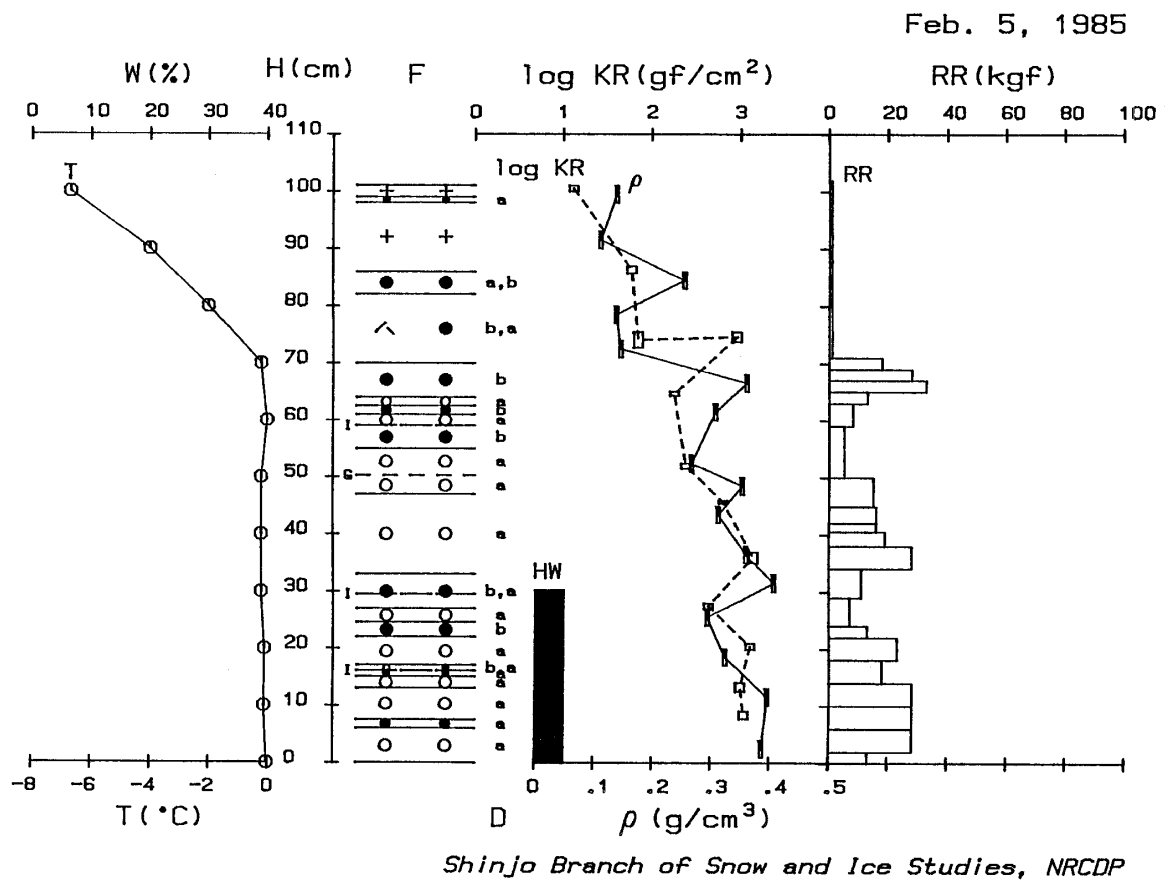 Feb. 5, 1985
W(%) H(cm) F log KR(gf/cm²) RR(kgf)
0 10 20 30 40 0 1 2 3 0 20 40 60 80 100
110
T log KR ρ RR
100
a
90
a,b
80
b,a
70
b
a
b
60
I a
b
a
50
G
a
40
a
HW
30
I b,a
a
b
20
a
I b,a
a
a
10
a
a
0
a
-8 -6 -4 -2 0 0 .1 .2 .3 .4 .5
T(°C) D ρ (g/cm³)
Shinjo Branch of Snow and Ice Studies, NRCDP